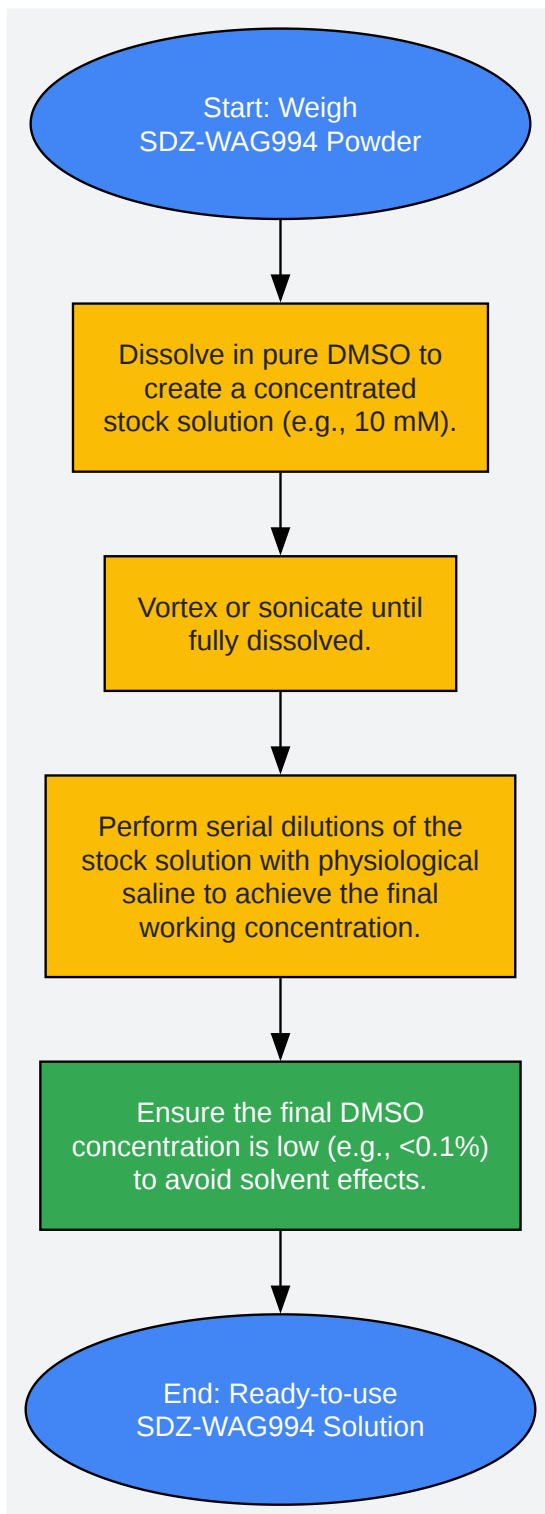 Start: Weigh
SDZ-WAG994 Powder
Dissolve in pure DMSO to
create a concentrated
stock solution (e.g., 10 mM).
Vortex or sonicate until
fully dissolved.
Perform serial dilutions of the
stock solution with physiological
saline to achieve the final
working concentration.
Ensure the final DMSO
concentration is low (e.g., <0.1%)
to avoid solvent effects.
End: Ready-to-use
SDZ-WAG994 Solution